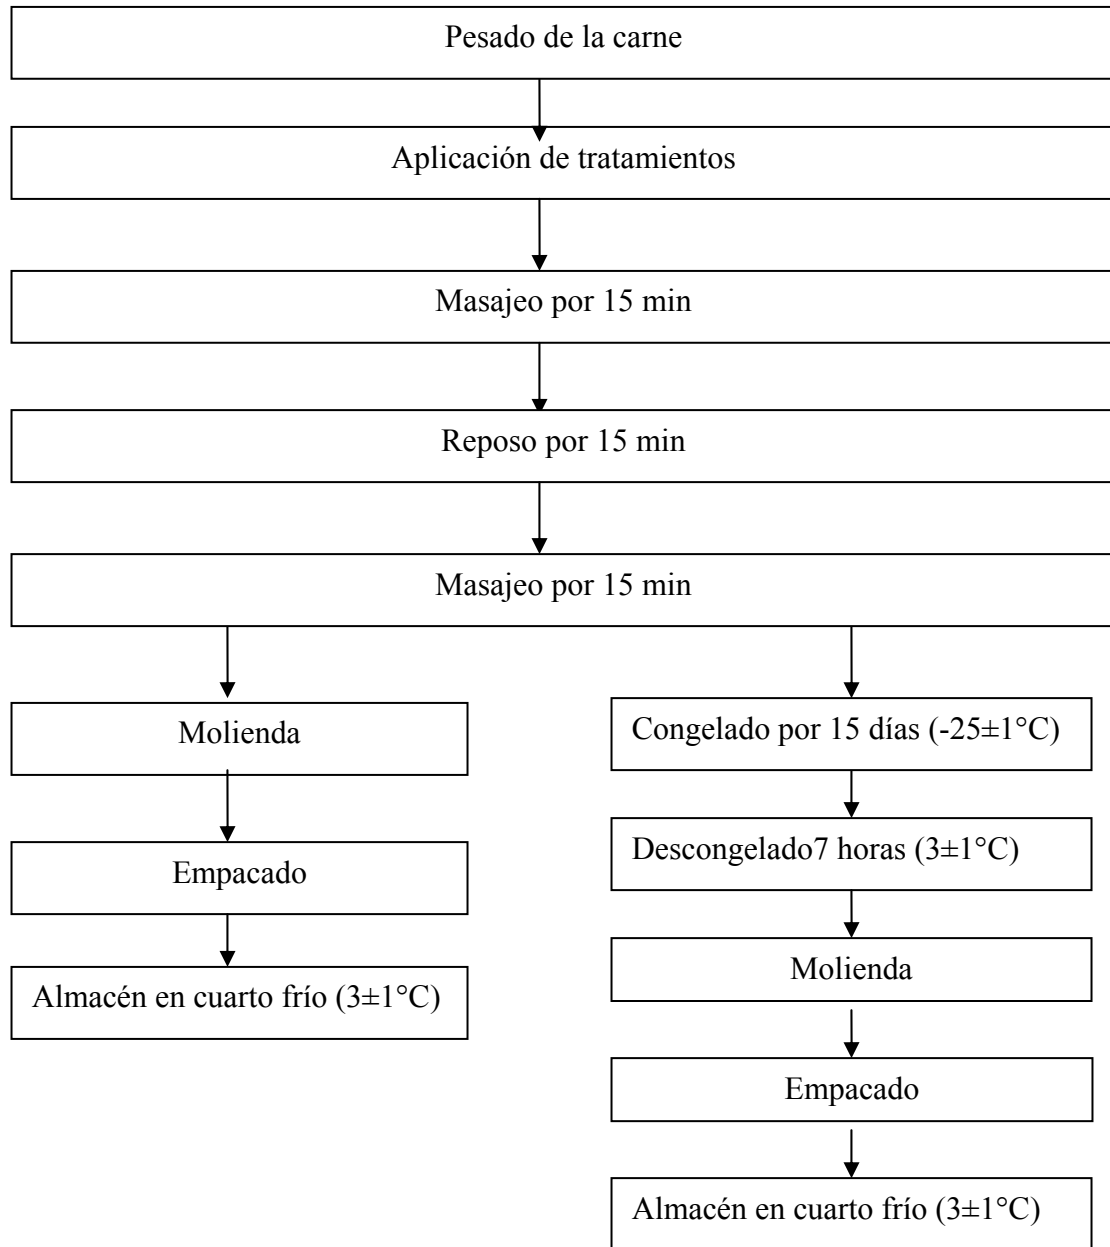 Pesado de la carne
Aplicación de tratamientos
Masajeo por 15 min
Reposo por 15 min
Masajeo por 15 min
Molienda
Empacado
Almacén en cuarto frío (3±1°C)
Congelado por 15 días (-25±1°C)
Descongelado7 horas (3±1°C)
Molienda
Empacado
Almacén en cuarto frío (3±1°C)